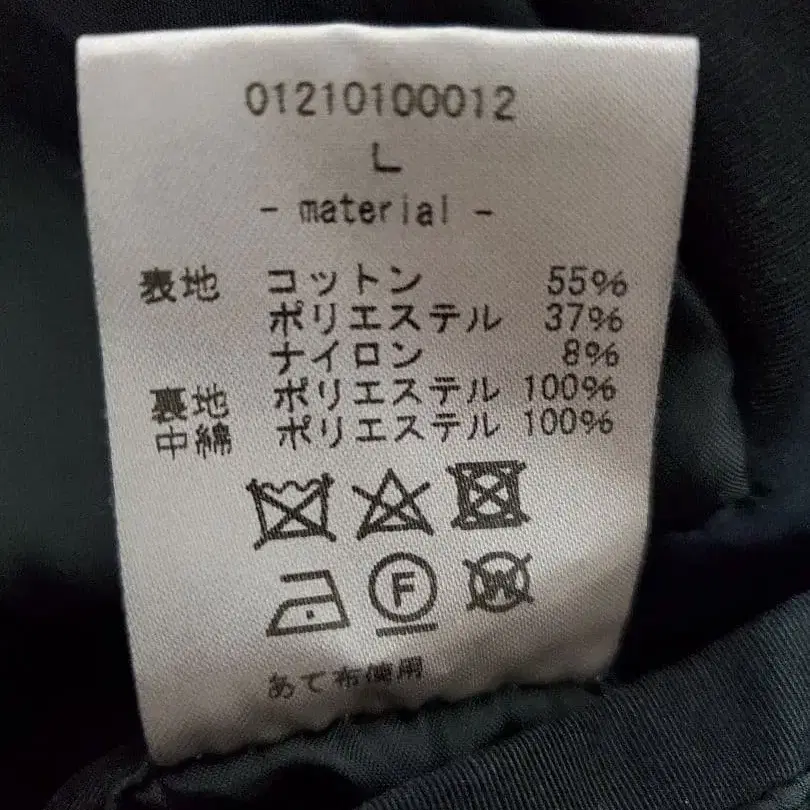 01210100012
L
- material -
表地 コットン 55%
ポリエステル 37%
ナイロン 8%
裏地 ポリエステル 100%
中綿 ポリエステル 100%
F W
あて布使用